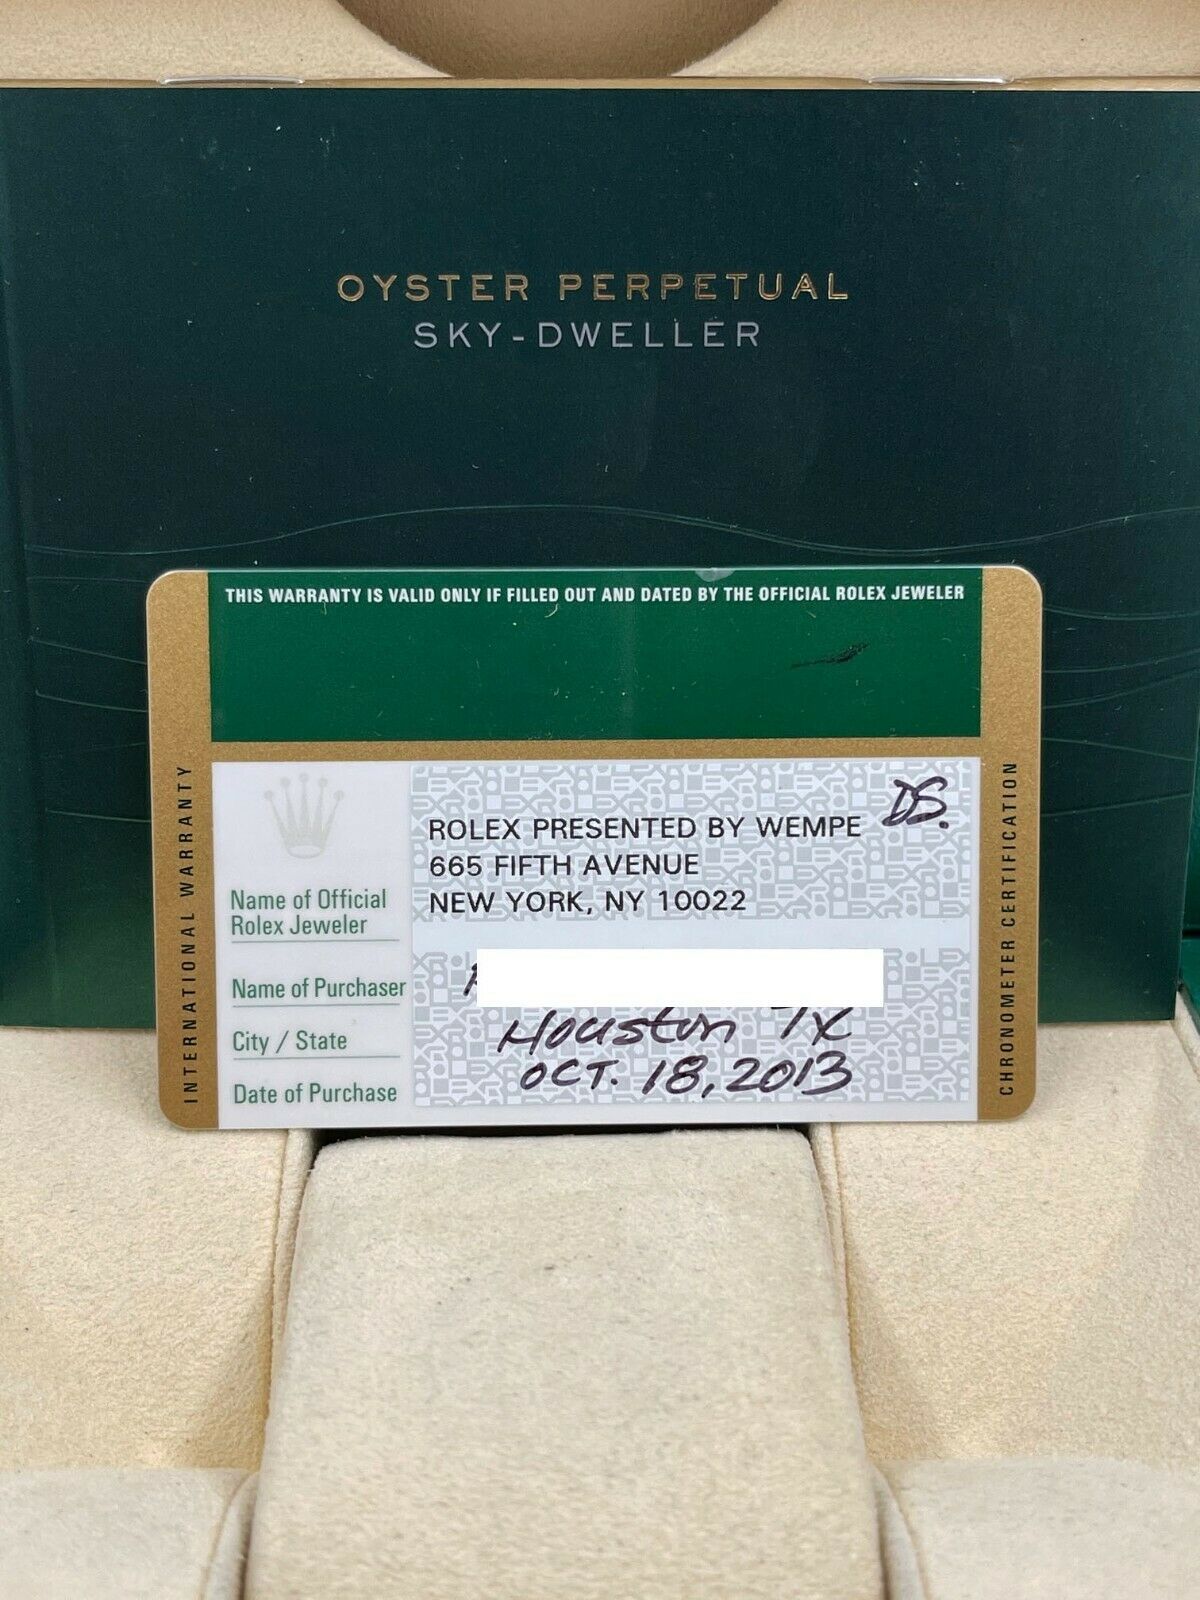 OYSTER PERPETUAL
SKY-DWELLER
THIS WARRANTY IS VALID ONLY IF FILLED OUT AND DATED BY THE OFFICIAL ROLEX JEWELER
INTERNATIONAL WARRANTY
DS.
ROLEX PRESENTED BY WEMPE
665 FIFTH AVENUE
NEW YORK, NY 10022
Name of Official
Rolex Jeweler
Name of Purchaser
City / State
Houston TX
Date of Purchase
OCT. 18, 2013
CHRONOMETER CERTIFICATION